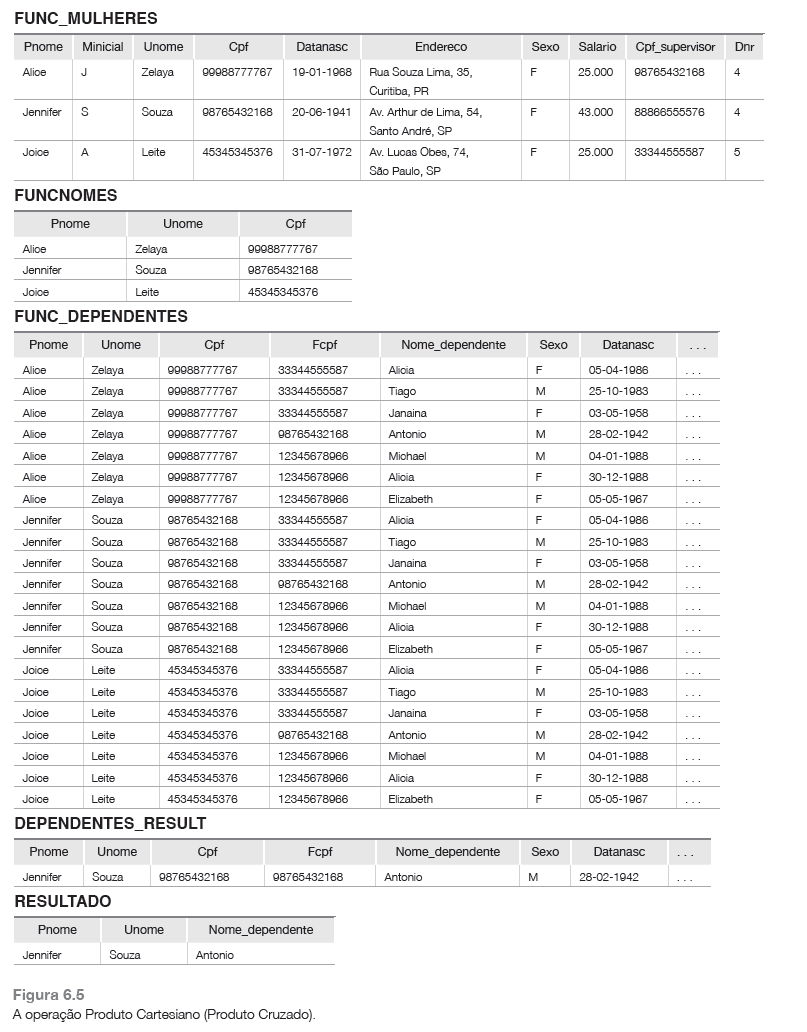 FUNC_MULHERES
Pnome Minicial Unome Cpf Datanasc Endereco Sexo Salario Cpf_supervisor Dnr
Alice J Zelaya 99988777767 19-01-1968 Rua Souza Lima, 35, F 25.000 98765432168 4
Curitiba, PR
Jennifer S Souza 98765432168 20-06-1941 Av. Arthur de Lima, 54, F 43.000 88866555576 4
Santo André, SP
Joice A Leite 45345345376 31-07-1972 Av. Lucas Obes, 74, F 25.000 33344555587 5
São Paulo, SP
FUNCNOMES
Pnome Unome Cpf
Alice Zelaya 99988777767
Jennifer Souza 98765432168
Joice Leite 45345345376
FUNC_DEPENDENTES
Pnome Unome Cpf Fcpf Nome_dependente Sexo Datanasc ...
Alice Zelaya 99988777767 33344555587 Alicia F 05-04-1986 ...
Alice Zelaya 99988777767 33344555587 Tiago M 25-10-1983 ...
Alice Zelaya 99988777767 33344555587 Janaina F 03-05-1958 ...
Alice Zelaya 99988777767 98765432168 Antonio M 28-02-1942 ...
Alice Zelaya 99988777767 12345678966 Michael M 04-01-1988 ...
Alice Zelaya 99988777767 12345678966 Alicia F 30-12-1988 ...
Alice Zelaya 99988777767 12345678966 Elizabeth F 05-05-1967 ...
Jennifer Souza 98765432168 33344555587 Alicia F 05-04-1986 ...
Jennifer Souza 98765432168 33344555587 Tiago M 25-10-1983 ...
Jennifer Souza 98765432168 33344555587 Janaina F 03-05-1958 ...
Jennifer Souza 98765432168 98765432168 Antonio M 28-02-1942 ...
Jennifer Souza 98765432168 12345678966 Michael M 04-01-1988 ...
Jennifer Souza 98765432168 12345678966 Alicia F 30-12-1988 ...
Jennifer Souza 98765432168 12345678966 Elizabeth F 05-05-1967 ...
Joice Leite 45345345376 33344555587 Alicia F 05-04-1986 ...
Joice Leite 45345345376 33344555587 Tiago M 25-10-1983 ...
Joice Leite 45345345376 33344555587 Janaina F 03-05-1958 ...
Joice Leite 45345345376 98765432168 Antonio M 28-02-1942 ...
Joice Leite 45345345376 12345678966 Michael M 04-01-1988 ...
Joice Leite 45345345376 12345678966 Alicia F 30-12-1988 ...
Joice Leite 45345345376 12345678966 Elizabeth F 05-05-1967 ...
DEPENDENTES_RESULT
Pnome Unome Cpf Fcpf Nome_dependente Sexo Datanasc ...
Jennifer Souza 98765432168 98765432168 Antonio M 28-02-1942 ...
RESULTADO
Pnome Unome Nome_dependente
Jennifer Souza Antonio
Figura 6.5
A operação Produto Cartesiano (Produto Cruzado).